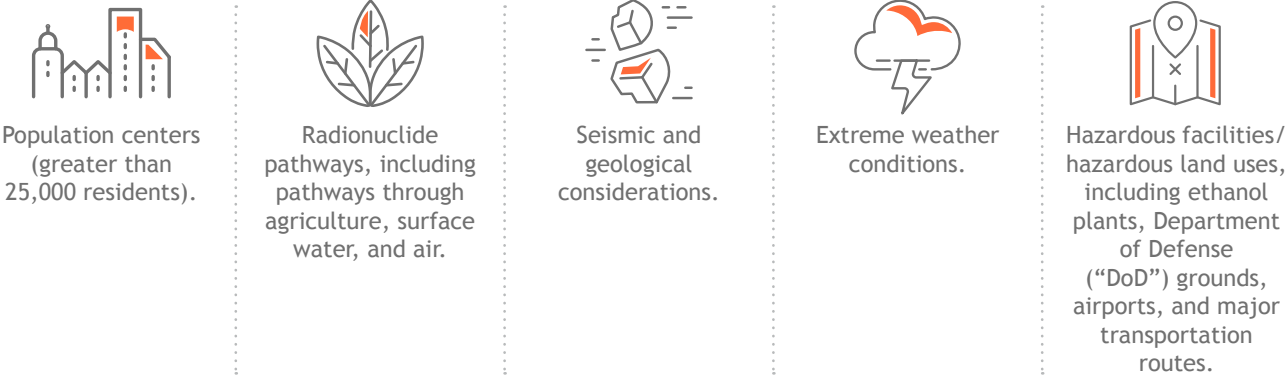 Population centers
(greater than
25,000 residents).
Radionuclide
pathways, including
pathways through
agriculture, surface
water, and air.
Seismic and
geological
considerations.
Extreme weather
conditions.
Hazardous facilities/
hazardous land uses,
including ethanol
plants, Department
of Defense
(“DoD”) grounds,
airports, and major
transportation
routes.